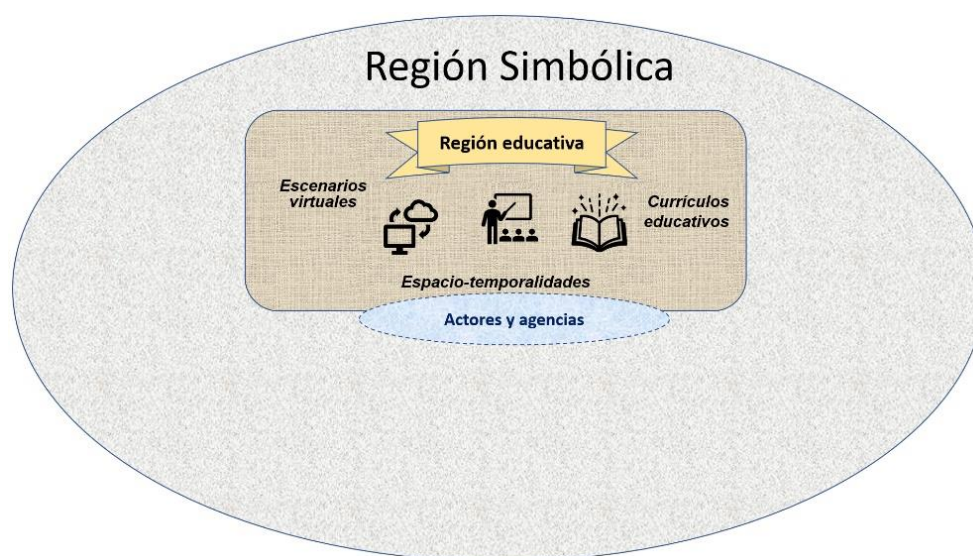 Región Simbólica
Región educativa
Escenarios
virtuales
Currículos
educativos
Espacio-temporalidades
Actores y agencias